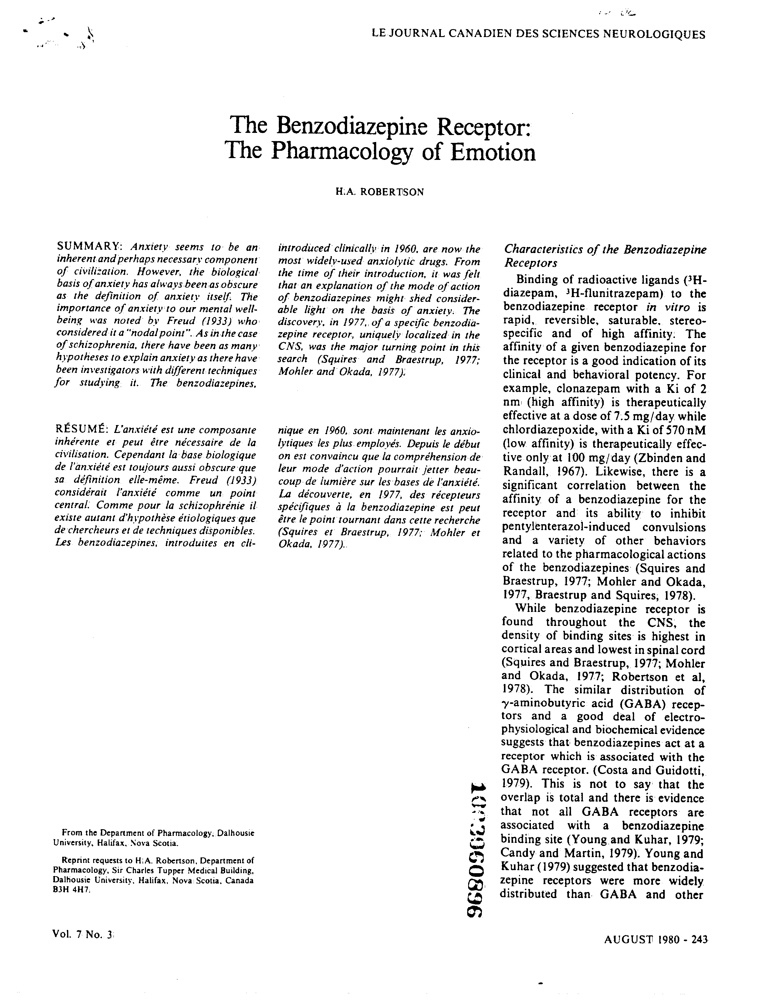 LE JOURNAL CANADIEN DES SCIENCES NEUROLOGIQUES
The Benzodiazepine Receptor:
The Pharmacology of Emotion
H.A. ROBERTSON
SUMMARY: Anxiety seems to be an
inherent and perhaps necessary component
of civilization. However, the biological
basis of anxiety has always been as obscure
as the definition of anxiety itself. The
importance of anxiety to our mental well-
being was noted by Freud (1933) who
considered it a "nodal point". As in the case
of schizophrenia, there have been as many
hypotheses to explain anxiety as there have
been investigators with different techniques
for studying it. The benzodiazepines,
introduced clinically in 1960, are now the
most widely-used anxiolytic drugs. From
the time of their introduction, it was felt
that an explanation of the mode of action
of benzodiazepines might shed consider-
able light on the basis of anxiety. The
discovery, in 1977, of a specific benzodia-
zepine receptor, uniquely localized in the
CNS, was the major turning point in this
search (Squires and Braestrup, 1977;
Mohler and Okada, 1977).
RÉSUMÉ: L'anxiété est une composante
inhérente et peut être nécessaire de la
civilisation. Cependant la base biologique
de l'anxiété est toujours aussi obscure que
sa définition elle-même. Freud (1933)
considérait l'anxiété comme un point
central. Comme pour la schizophrénie il
existe autant d'hypothèse étiologiques que
de chercheurs et de techniques disponibles.
Les benzodiazepines, introduites en cli-
nique en 1960, sont maintenant les anxio-
lytiques les plus employés. Depuis le début
on est convaincu que la compréhension de
leur mode d'action pourrait jetter beau-
coup de lumière sur les bases de l'anxiété.
La découverte, en 1977, des récepteurs
spécifiques à la benzodiazepine est peut
être le point tournant dans cette recherche
(Squires et Braestrup, 1977; Mohler et
Okada, 1977).
From the Department of Pharmacology, Dalhousie
University, Halifax, Nova Scotia.
Reprint requests to H.A. Robertson, Department of
Pharmacology, Sir Charles Tupper Medical Building,
Dalhousie University, Halifax, Nova Scotia, Canada
B3H 4H7.
Characteristics of the Benzodiazepine
Receptors
Binding of radioactive ligands (³H-
diazepam, ³H-flunitrazepam) to the
benzodiazepine receptor in vitro is
rapid, reversible, saturable, stereo-
specific and of high affinity. The
affinity of a given benzodiazepine for
the receptor is a good indication of its
clinical and behavioral potency. For
example, clonazepam with a Ki of 2
nm (high affinity) is therapeutically
effective at a dose of 7.5 mg/day while
chlordiazepoxide, with a Ki of 570 nM
(low affinity) is therapeutically effec-
tive only at 100 mg/day (Zbinden and
Randall, 1967). Likewise, there is a
significant correlation between the
affinity of a benzodiazepine for the
receptor and its ability to inhibit
pentylenterazol-induced convulsions
and a variety of other behaviors
related to the pharmacological actions
of the benzodiazepines (Squires and
Braestrup, 1977; Mohler and Okada,
1977, Braestrup and Squires, 1978).
While benzodiazepine receptor is
found throughout the CNS, the
density of binding sites is highest in
cortical areas and lowest in spinal cord
(Squires and Braestrup, 1977; Mohler
and Okada, 1977; Robertson et al,
1978). The similar distribution of
γ-aminobutyric acid (GABA) recep-
tors and a good deal of electro-
physiological and biochemical evidence
suggests that benzodiazepines act at a
receptor which is associated with the
GABA receptor. (Costa and Guidotti,
1979). This is not to say that the
overlap is total and there is evidence
that not all GABA receptors are
associated with a benzodiazepine
binding site (Young and Kuhar, 1979;
Candy and Martin, 1979). Young and
Kuhar (1979) suggested that benzodia-
zepine receptors were more widely
distributed than GABA and other
Vol. 7 No. 3
AUGUST 1980 - 243